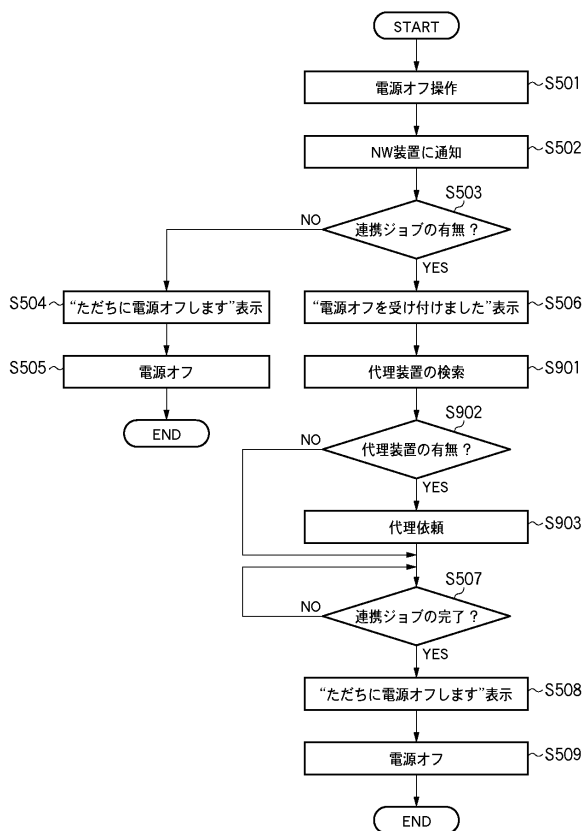 START
電源オフ操作
S501
NW装置に通知
S502
S503
連携ジョブの有無?
NO
YES
S504
“ただちに電源オフします”表示
“電源オフを受け付けました”表示
S506
S505
電源オフ
代理装置の検索
S901
END
S902
代理装置の有無?
NO
YES
代理依頼
S903
S507
連携ジョブの完了?
NO
YES
“ただちに電源オフします”表示
S508
電源オフ
S509
END